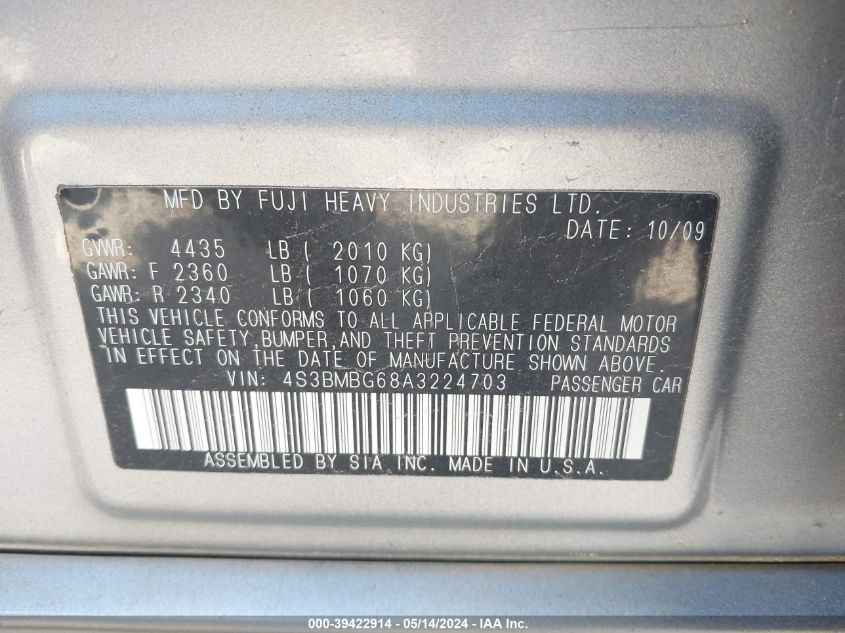 MFD BY FUJI HEAVY INDUSTRIES LTD.
DATE: 10/09
GVWR: 4435 LB ( 2010 KG)
GAWR: F 2360 LB ( 1070 KG)
GAWR: R 2340 LB ( 1060 KG)
THIS VEHICLE CONFORMS TO ALL APPLICABLE FEDERAL MOTOR
VEHICLE SAFETY,BUMPER,AND THEFT PREVENTION STANDARDS
IN EFFECT ON THE DATE OF MANUFACTURE SHOWN ABOVE.
VIN: 4S3BMBG68A3224703 PASSENGER CAR
ASSEMBLED BY SIA INC. MADE IN U.S.A.
000-39422914 - 05/14/2024 - IAA Inc.